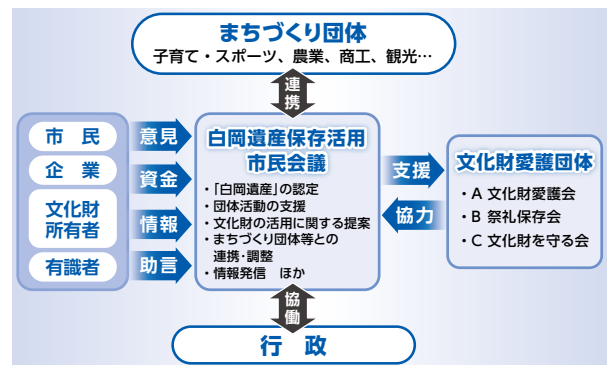 まちづくり団体
子育て・スポーツ、農業、商工、観光…
連携
市民
企業
文化財
所有者
有識者
意見
資金
情報
助言
白岡遺産保存活用
市民会議
・「白岡遺産」の認定
・団体活動の支援
・文化財の活用に関する提案
・まちづくり団体等との
連携・調整
・情報発信　ほか
支援
協力
文化財愛護団体
・A 文化財愛護会
・B 祭礼保存会
・C 文化財を守る会
協働
行政